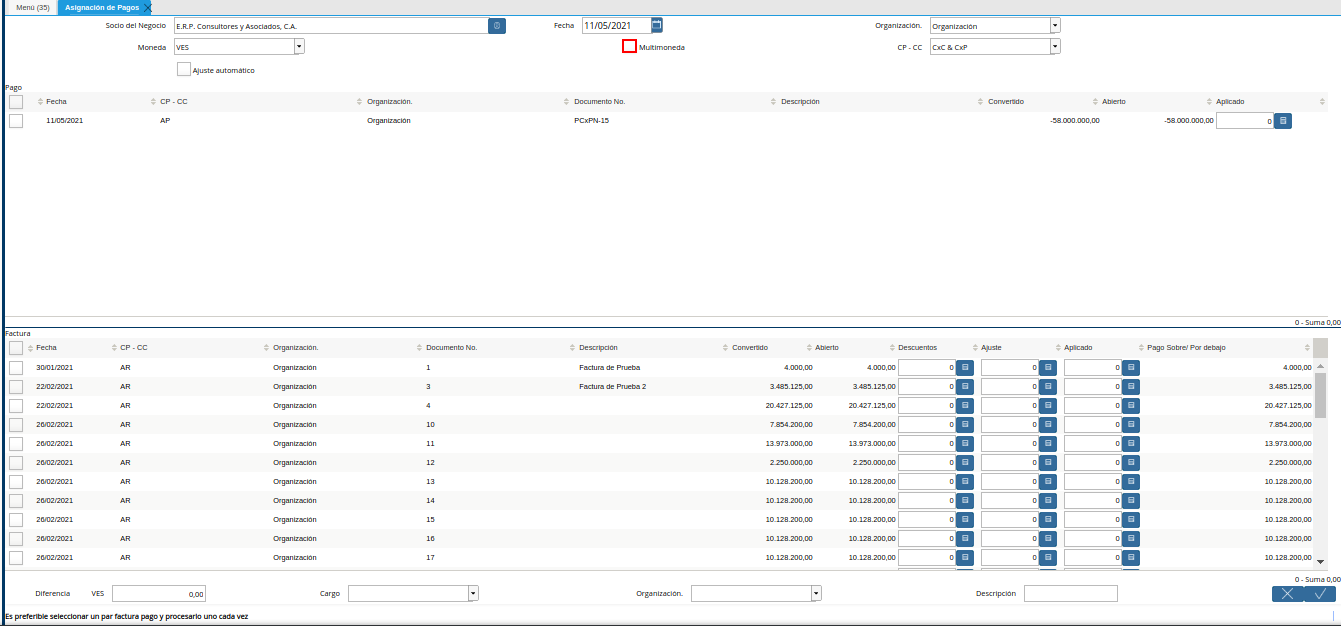 Menú (35) Asignación de Pagos
Socio del Negocio E.R.P. Consultores y Asociados, C.A. Fecha 11/05/2021 Organización. Organización
Moneda VES Multimoneda CP - CC CxC & CxP
Ajuste automático
Pago
Fecha CP - CC Organización. Documento No. Descripción Convertido Abierto Aplicado
11/05/2021 AP Organización PCxPN-15 -58.000.000,00 -58.000.000,00 0
0 - Suma 0,00
Factura
Fecha CP - CC Organización. Documento No. Descripción Convertido Abierto Descuentos Ajuste Aplicado Pago Sobre/ Por debajo
30/01/2021 AR Organización 1 Factura de Prueba 4.000,00 4.000,00 0 0 0 4.000,00
22/02/2021 AR Organización 3 Factura de Prueba 2 3.485.125,00 3.485.125,00 0 0 0 3.485.125,00
22/02/2021 AR Organización 4 20.427.125,00 20.427.125,00 0 0 0 20.427.125,00
26/02/2021 AR Organización 10 7.854.200,00 7.854.200,00 0 0 0 7.854.200,00
26/02/2021 AR Organización 11 13.973.000,00 13.973.000,00 0 0 0 13.973.000,00
26/02/2021 AR Organización 12 2.250.000,00 2.250.000,00 0 0 0 2.250.000,00
26/02/2021 AR Organización 13 10.128.200,00 10.128.200,00 0 0 0 10.128.200,00
26/02/2021 AR Organización 14 10.128.200,00 10.128.200,00 0 0 0 10.128.200,00
26/02/2021 AR Organización 15 10.128.200,00 10.128.200,00 0 0 0 10.128.200,00
26/02/2021 AR Organización 16 10.128.200,00 10.128.200,00 0 0 0 10.128.200,00
26/02/2021 AR Organización 17 10.128.200,00 10.128.200,00 0 0 0 10.128.200,00
0 - Suma 0,00
Diferencia VES 0,00 Cargo Organización. Descripción
Es preferible seleccionar un par factura pago y procesarlo uno cada vez